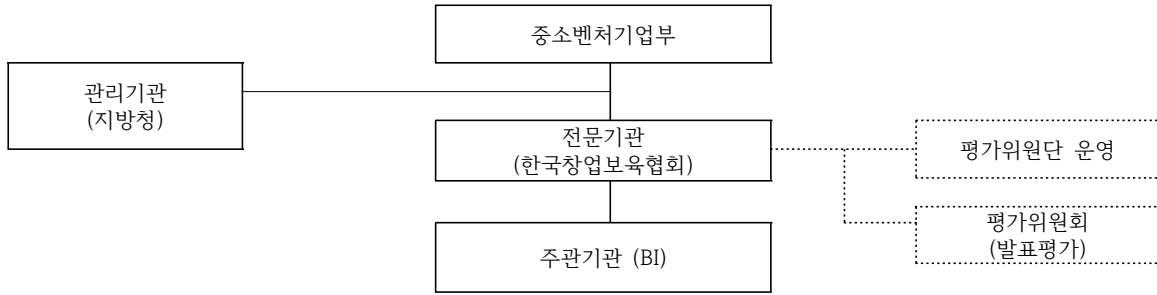 중소벤처기업부
관리기관
(지방청)
전문기관
(한국창업보육협회)
평가위원단 운영
평가위원회
(발표평가)
주관기관 (BI)